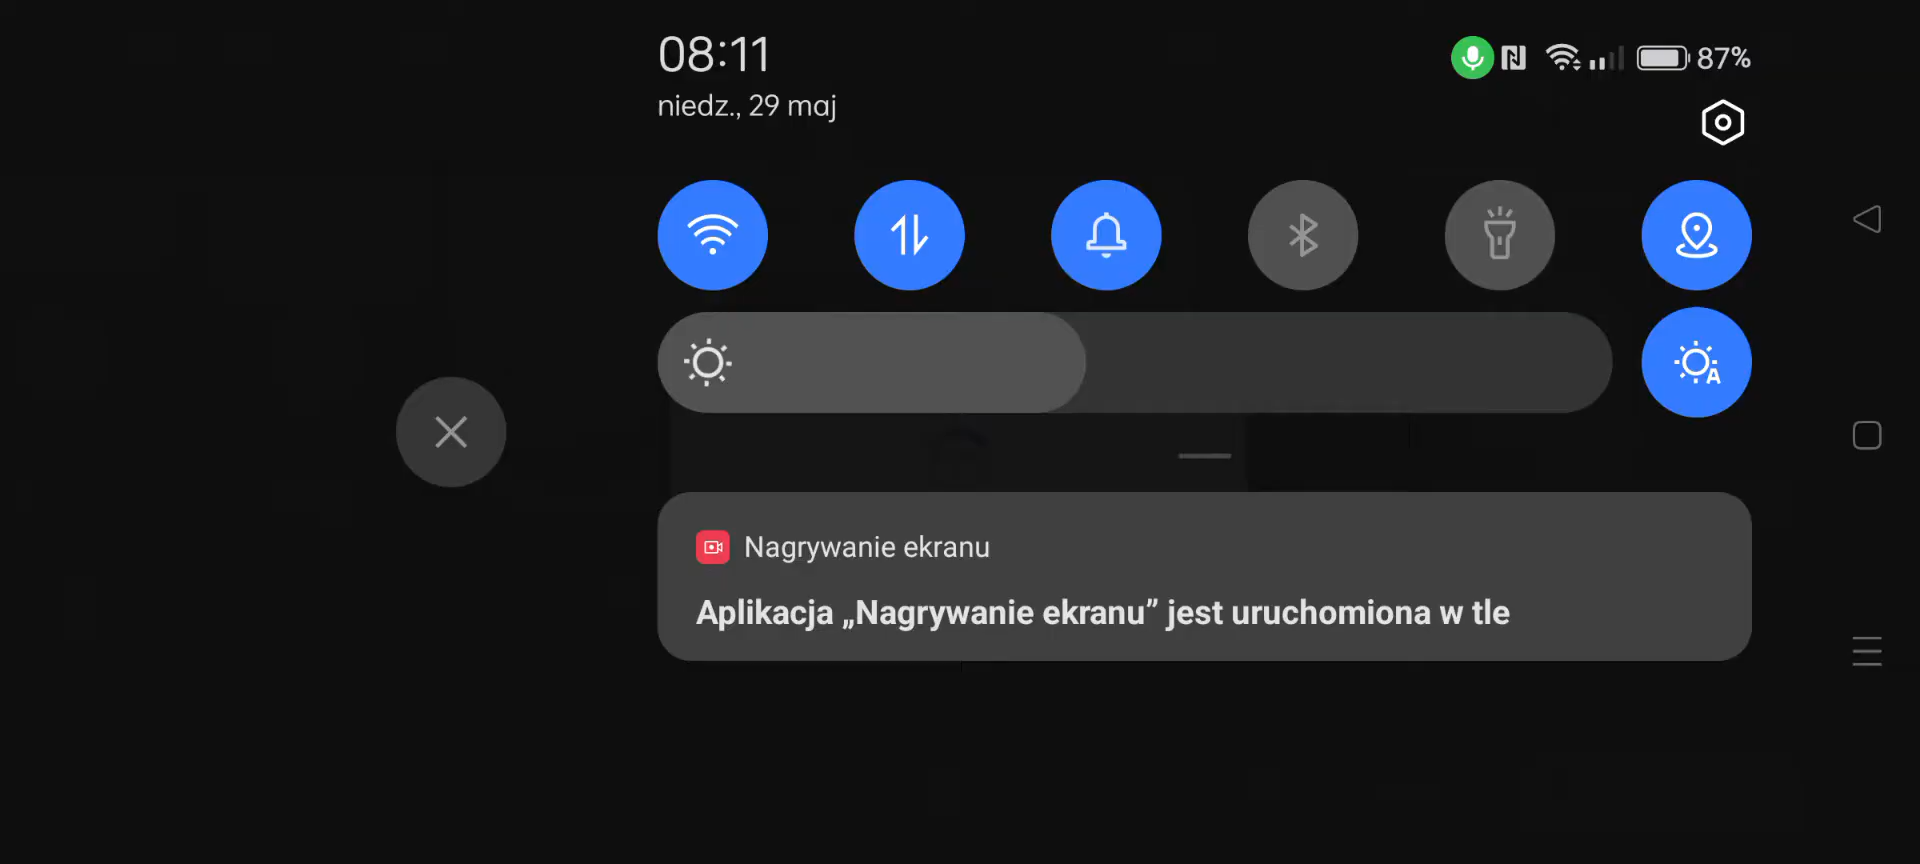 08:11
87%
niedz., 29 maj
A
Nagrywanie ekranu
Aplikacja „Nagrywanie ekranu” jest uruchomiona w tle